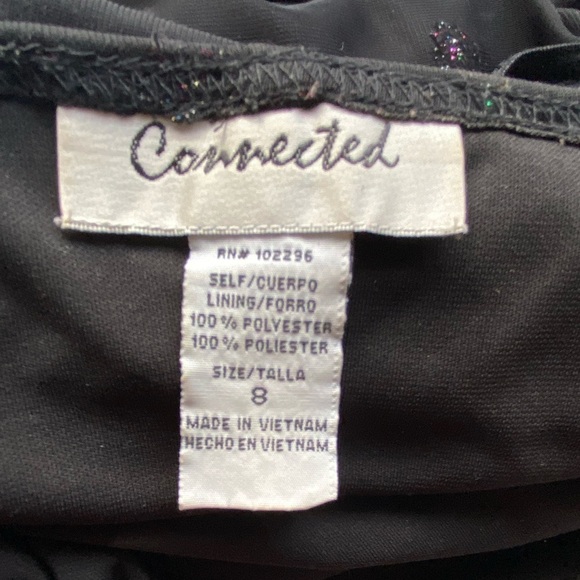 Connected
RN# 102296
SELF/CUERPO
LINING/FORRO
100% POLYESTER
100% POLIESTER
SIZE/TALLA
8
MADE IN VIETNAM
HECHO EN VIETNAM